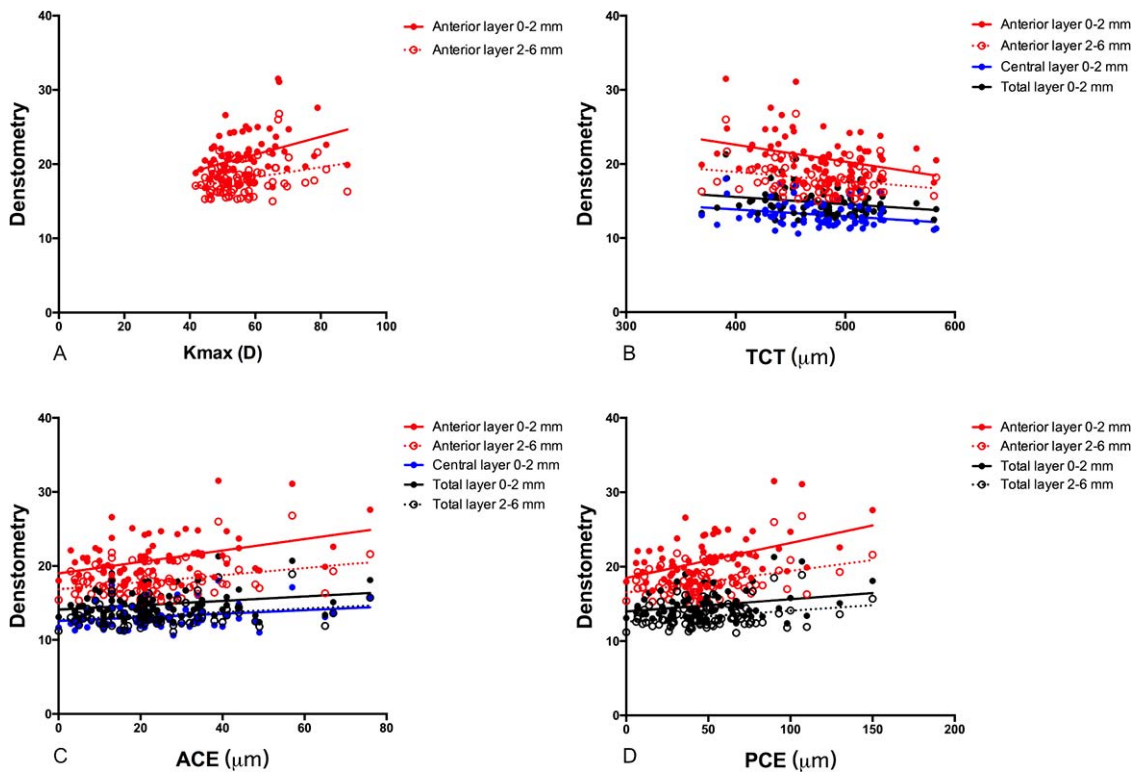 40
30
20
10
0
Denstometry
0
20
40
60
80
100
A
Kmax (D)
Anterior layer 0-2 mm
Anterior layer 2-6 mm
40
30
20
10
0
Denstometry
300
400
500
600
B
TCT (μm)
Anterior layer 0-2 mm
Anterior layer 2-6 mm
Central layer 0-2 mm
Total layer 0-2 mm
40
30
20
10
0
Denstometry
0
20
40
60
80
C
ACE (μm)
Anterior layer 0-2 mm
Anterior layer 2-6 mm
Central layer 0-2 mm
Total layer 0-2 mm
Total layer 2-6 mm
40
30
20
10
0
Denstometry
0
50
100
150
200
D
PCE (μm)
Anterior layer 0-2 mm
Anterior layer 2-6 mm
Total layer 0-2 mm
Total layer 2-6 mm